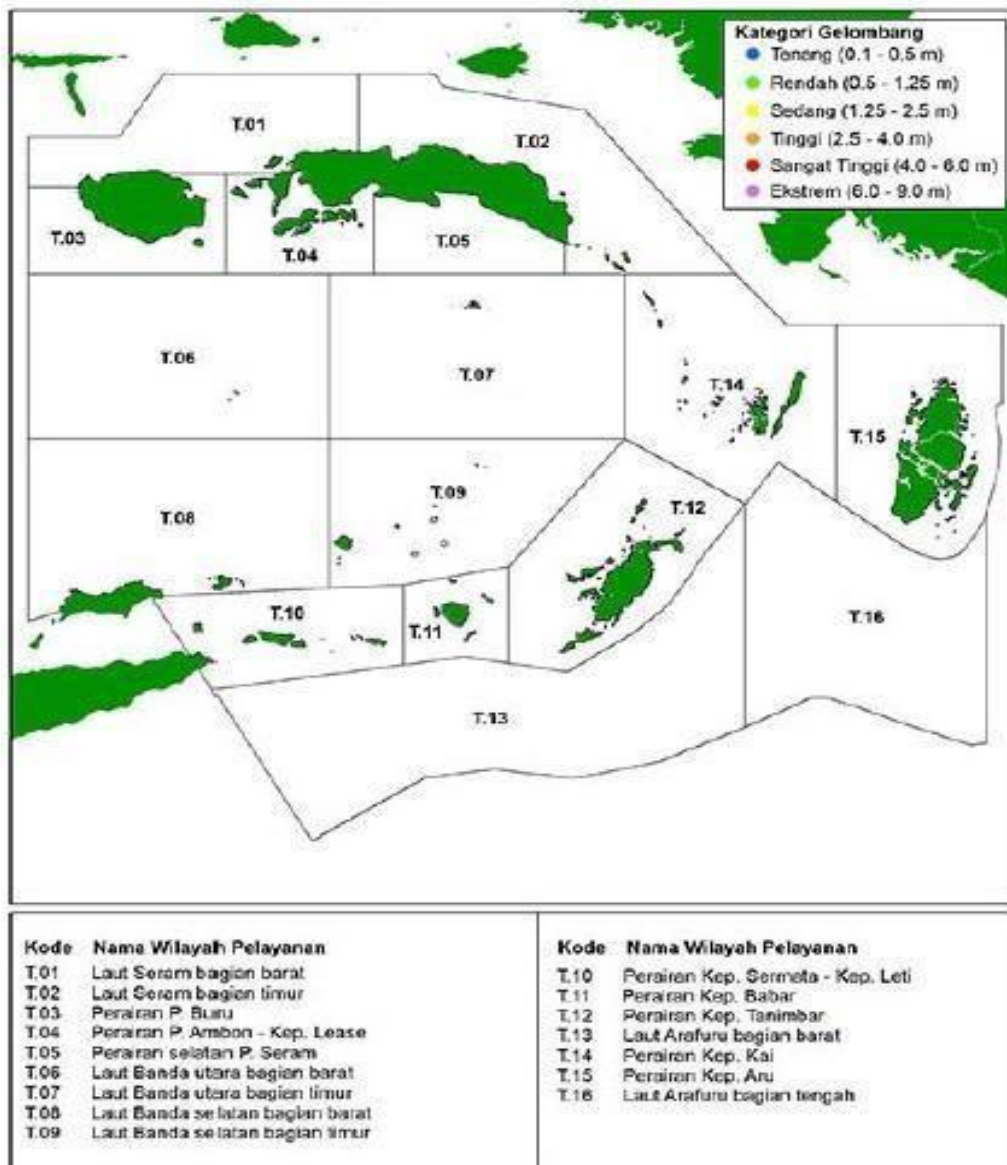 Kategori Gelombang
Tenang (0.1 - 0.5 m)
Rendah (0.5 - 1.25 m)
Sedang (1.25 - 2.5 m)
Tinggi (2.5 - 4.0 m)
Sangat Tinggi (4.0 - 6.0 m)
Ekstrem (6.0 - 9.0 m)
T.01
T.02
T.03
T.04
T.05
T.06
T.07
T.14
T.15
T.08
T.09
T.12
T.10
T.11
T.16
T.13
Kode Nama Wilayah Pelayanan
T.01 Laut Seram bagian barat
T.02 Laut Seram bagian timur
T.03 Perairan P. Buru
T.04 Perairan P. Ambon - Kep. Lease
T.05 Perairan selatan P. Seram
T.06 Laut Banda utara bagian barat
T.07 Laut Banda utara bagian timur
T.08 Laut Banda selatan bagian barat
T.09 Laut Banda selatan bagian timur
Kode Nama Wilayah Pelayanan
T.10 Perairan Kep. Sermata - Kep. Leti
T.11 Perairan Kep. Babar
T.12 Perairan Kep. Tanimbar
T.13 Laut Arafuru bagian barat
T.14 Perairan Kep. Kai
T.15 Perairan Kep. Aru
T.16 Laut Arafuru bagian tengah